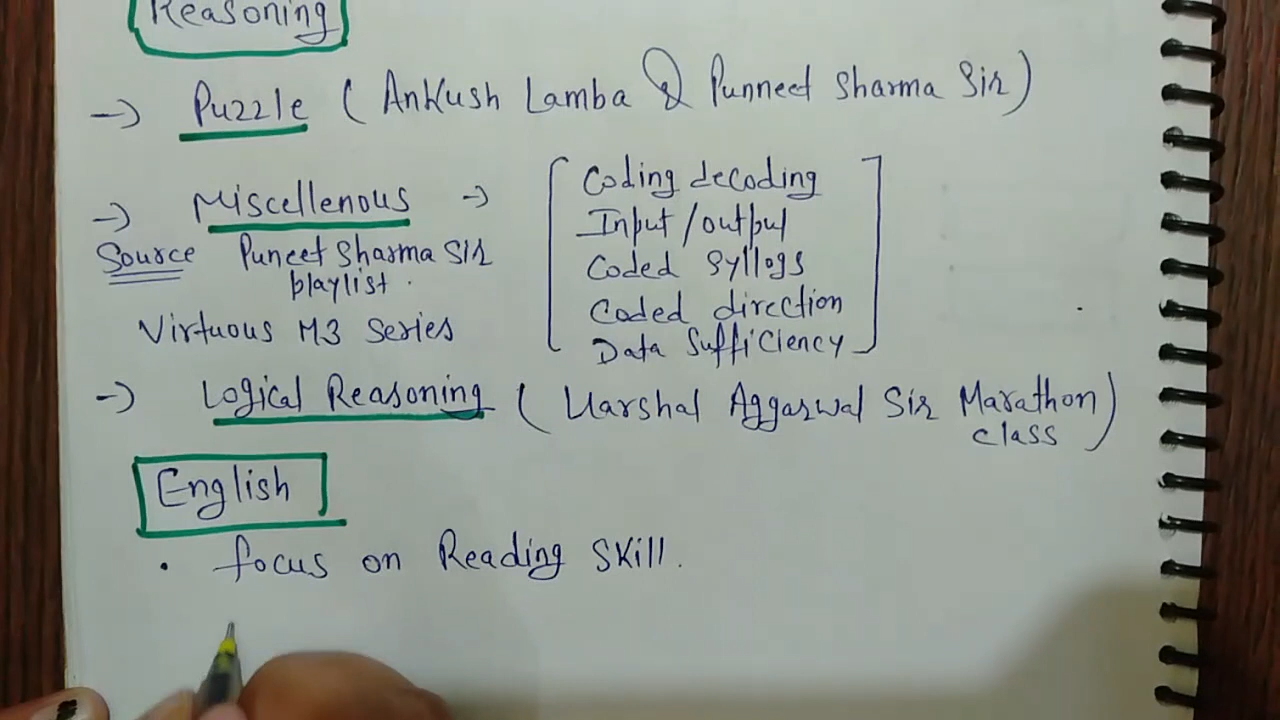 Reasoning
→ Puzzle ( Ankush Lamba & Punneet Sharma Sir )
→ Miscellenous → [ Coding decoding
Input / output
Coded Syllogs
Coded direction
Data Sufficiency ]
Source Puneet Sharma Sir
playlist.
Virtuous M3 Series
→ Logical Reasoning ( Harshal Aggarwal Sir Marathon
class )
English
. focus on Reading Skill.